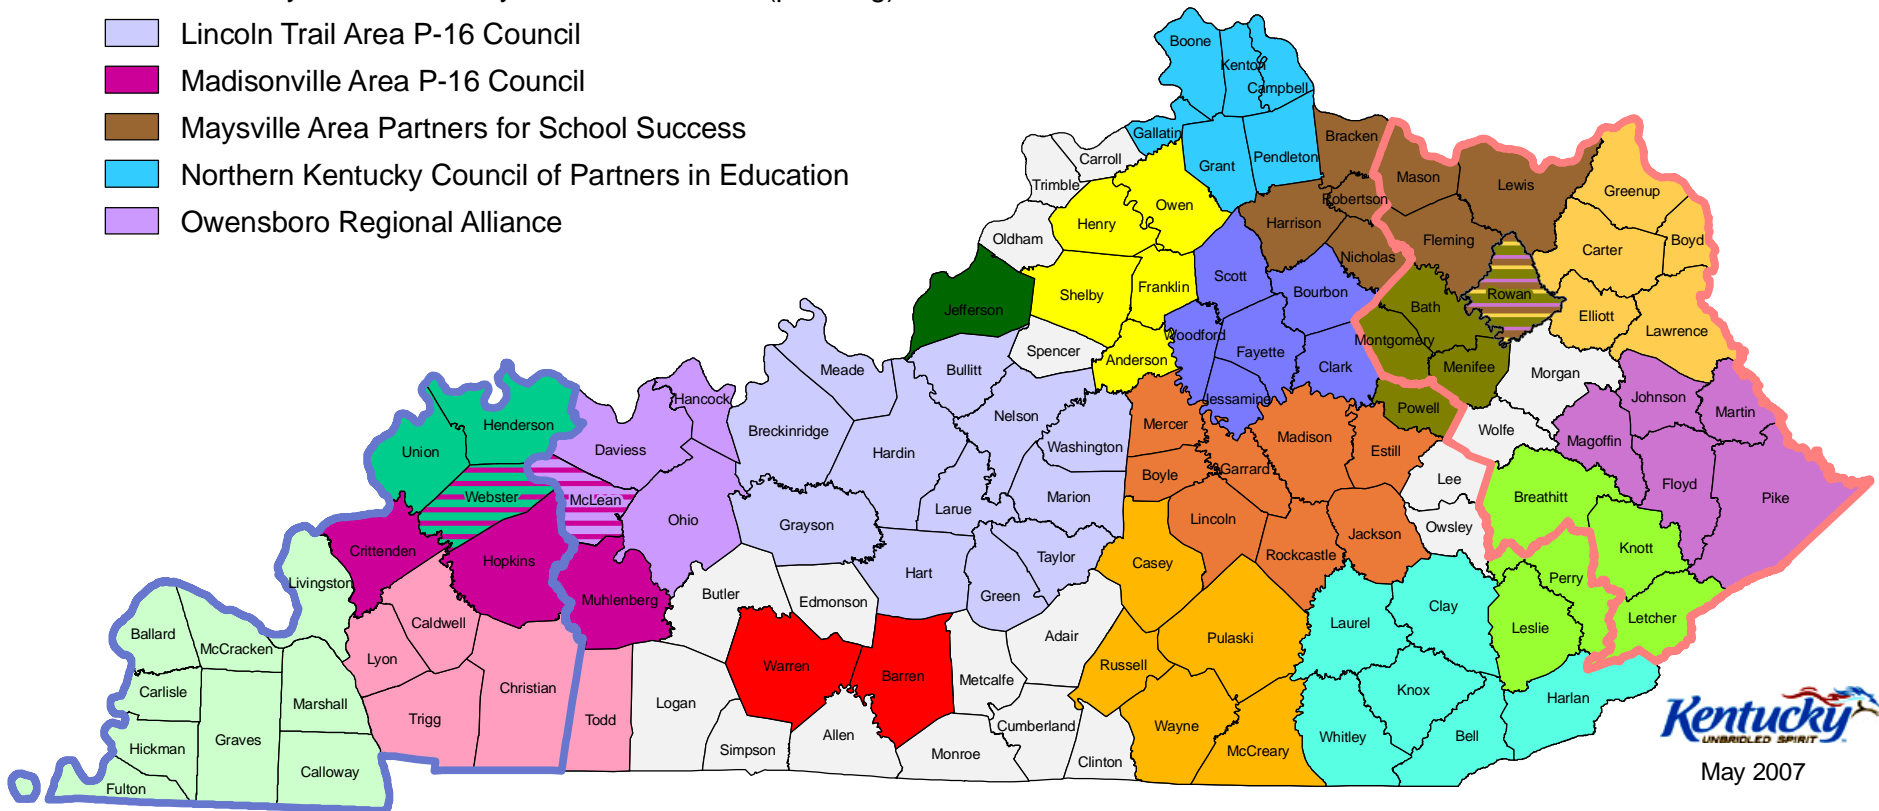 Lincoln Trail Area P-16 Council
Madisonville Area P-16 Council
Maysville Area Partners for School Success
Northern Kentucky Council of Partners in Education
Owensboro Regional Alliance
Boone
Kenton
Campbell
Gallatin
Grant
Pendleton
Bracken
Carroll
Trimble
Owen
Henry
Oldham
Harrison
Robertson
Mason
Lewis
Greenup
Fleming
Nicholas
Carter
Boyd
Jefferson
Shelby
Franklin
Scott
Bourbon
Bath
Rowan
Elliott
Lawrence
Spencer
Anderson
Woodford
Fayette
Clark
Montgomery
Menifee
Morgan
Meade
Bullitt
Nelson
Jessamine
Powell
Johnson
Martin
Hancock
Henderson
Daviess
Breckinridge
Hardin
Washington
Mercer
Madison
Estill
Wolfe
Magoffin
Union
Webster
McLean
Ohio
Grayson
Larue
Marion
Boyle
Garrard
Lee
Breathitt
Floyd
Pike
Crittenden
Hopkins
Hart
Taylor
Casey
Lincoln
Rockcastle
Jackson
Owsley
Knott
Perry
Livingston
Muhlenberg
Butler
Edmonson
Green
Clay
Laurel
Leslie
Letcher
Ballard
McCracken
Caldwell
Lyon
Warren
Barren
Adair
Russell
Pulaski
Carlisle
Marshall
Christian
Logan
Metcalfe
Knox
Harlan
Hickman
Graves
Trigg
Todd
Simpson
Allen
Monroe
Cumberland
Clinton
Wayne
McCreary
Whitley
Bell
Fulton
Calloway
Kentucky
UNBRIDLED SPIRIT
May 2007